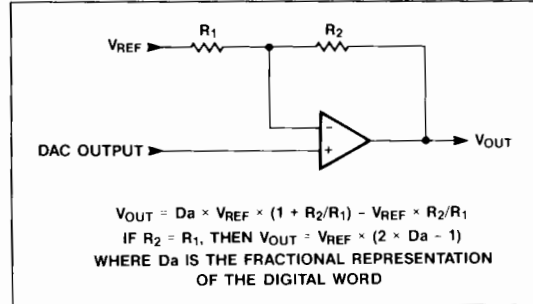 R1 R2
VREF
DAC OUTPUT
-
+
VOUT
VOUT = Da × VREF × (1 + R2/R1) – VREF × R2/R1
IF R2 = R1, THEN VOUT = VREF × (2 × Da – 1)
WHERE Da IS THE FRACTIONAL REPRESENTATION
OF THE DIGITAL WORD